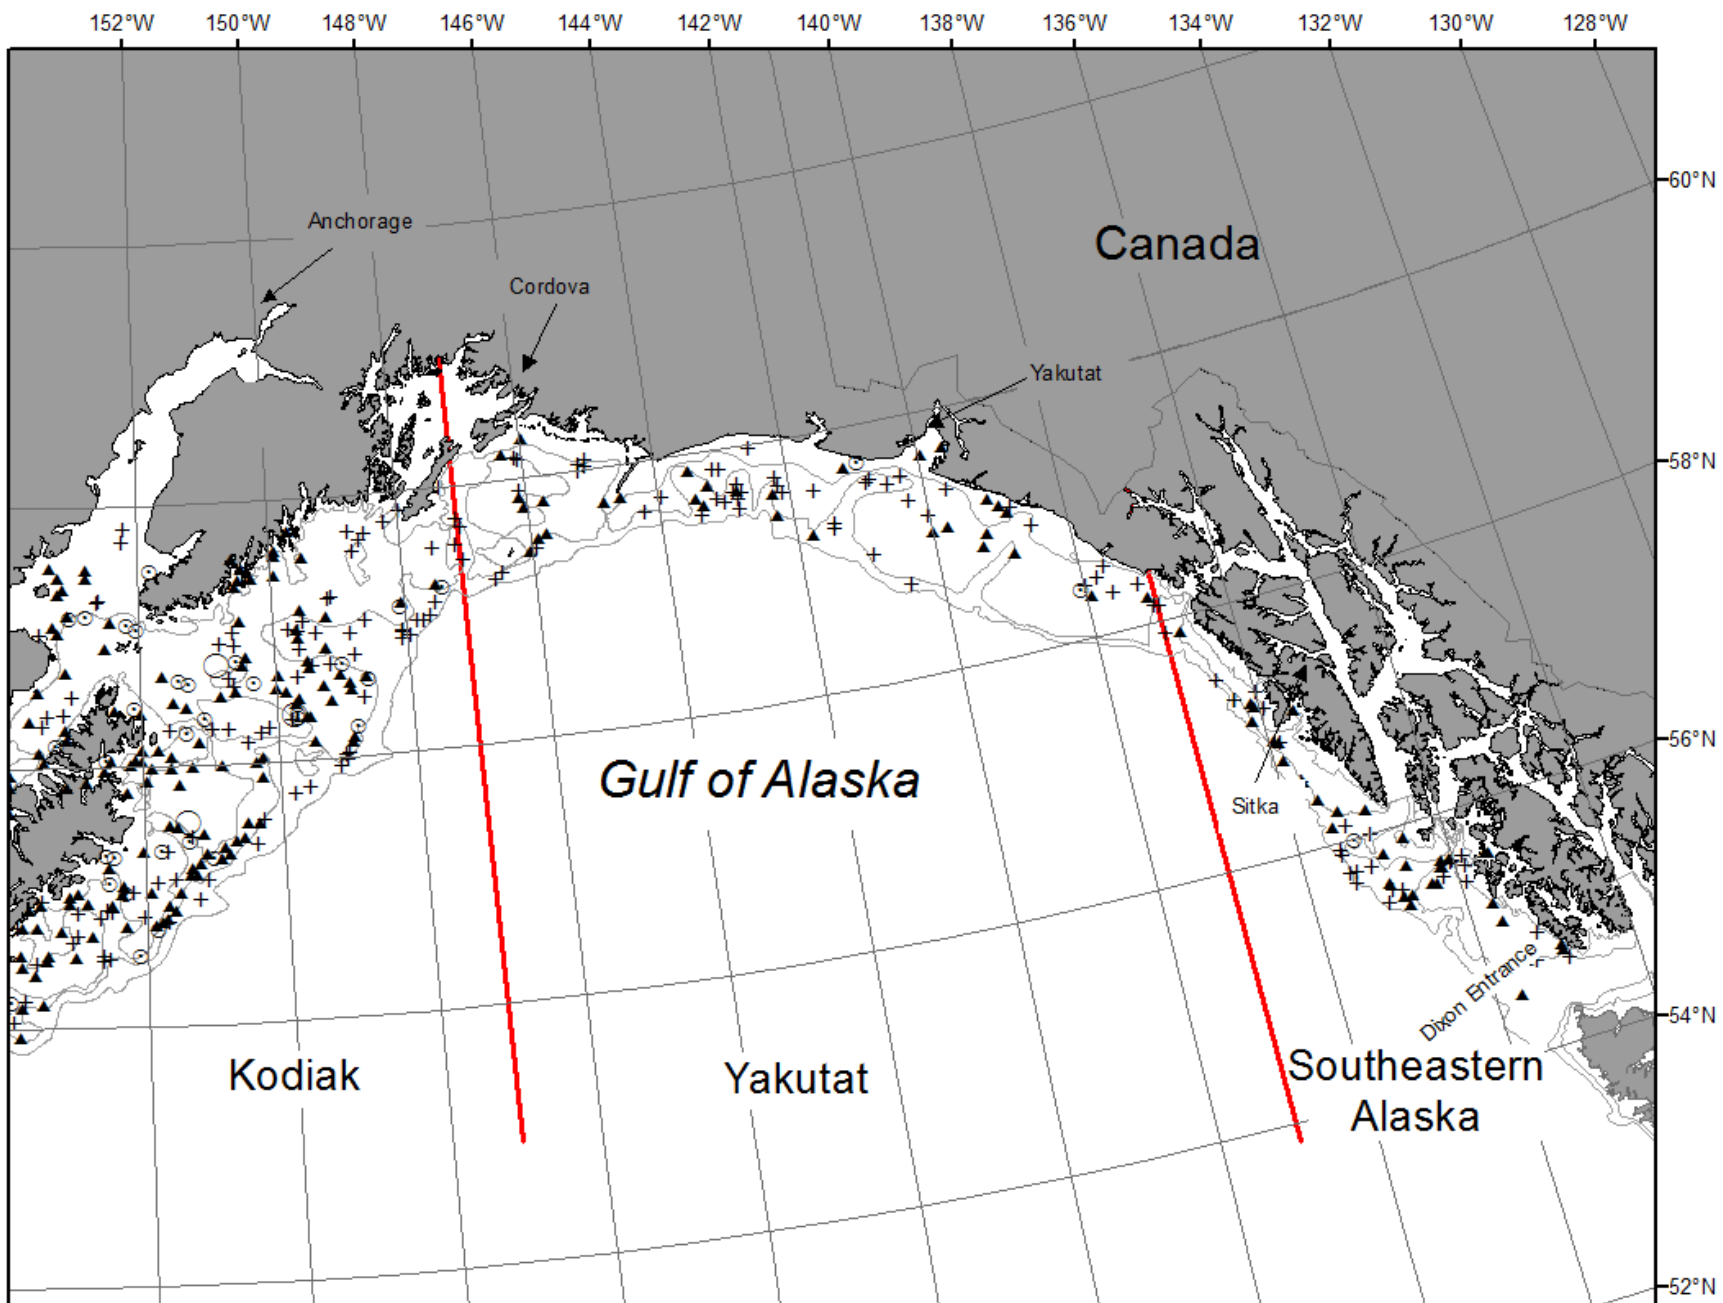 152°W 150°W 148°W 146°W 144°W 142°W 140°W 138°W 136°W 134°W 132°W 130°W 128°W
60°N
Anchorage
Canada
Cordova
Yakutat
58°N
56°N
Gulf of Alaska
Sitka
Dixon Entrance
54°N
Kodiak
Yakutat
Southeastern
Alaska
52°N